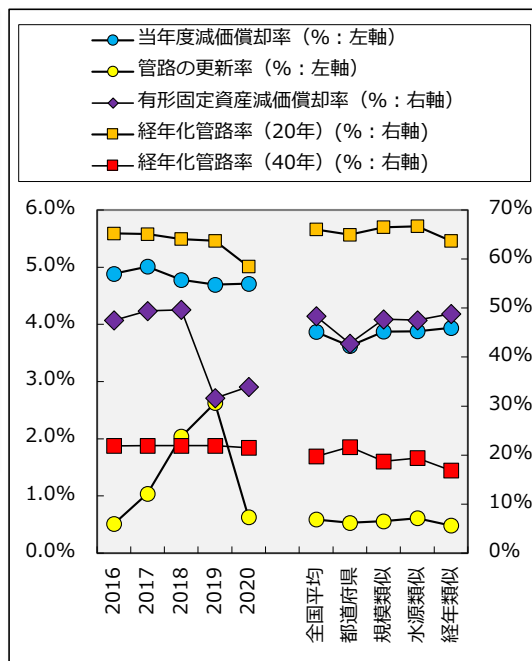 当年度減価償却率（%：左軸）
管路の更新率（%：左軸）
有形固定資産減価償却率（%：右軸）
経年化管路率（20年）(%：右軸)
経年化管路率（40年）(%：右軸)
6.0%
5.0%
4.0%
3.0%
2.0%
1.0%
0.0%
70%
60%
50%
40%
30%
20%
10%
0%
2016
2017
2018
2019
2020
全国平均
都道府県
規模類似
水源類似
経年類似